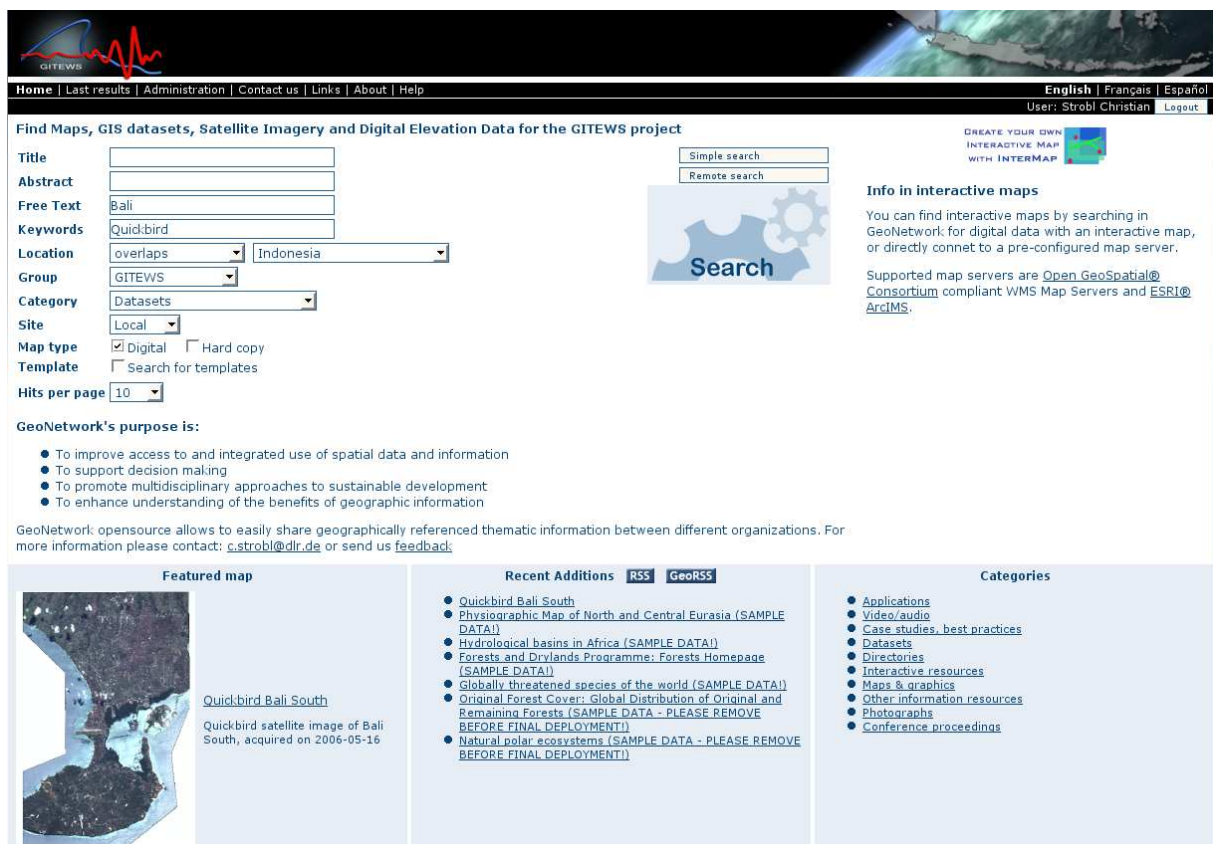 GITEWS
Home | Last results | Administration | Contact us | Links | About | Help
English | Français | Español
User: Strobl Christian Logout
Find Maps, GIS datasets, Satellite Imagery and Digital Elevation Data for the GITEWS project
Title
Abstract
Free Text Bali
Keywords Quickbird
Location overlaps Indonesia
Group GITEWS
Category Datasets
Site Local
Map type Digital Hard copy
Template Search for templates
Hits per page 10
Simple search
Remote search
Search
CREATE YOUR OWN
INTERACTIVE MAP
WITH INTERMAP
Info in interactive maps
You can find interactive maps by searching in
GeoNetwork for digital data with an interactive map,
or directly connet to a pre-configured map server.
Supported map servers are Open GeoSpatial®
Consortium compliant WMS Map Servers and ESRI®
ArcIMS.
GeoNetwork's purpose is:
To improve access to and integrated use of spatial data and information
To support decision making
To promote multidisciplinary approaches to sustainable development
To enhance understanding of the benefits of geographic information
GeoNetwork opensource allows to easily share geographically referenced thematic information between different organizations. For
more information please contact: c.strobl@dlr.de or send us feedback
Featured map
Quickbird Bali South
Quickbird satellite image of Bali
South, acquired on 2006-05-16
Recent Additions RSS GeoRSS
Quickbird Bali South
Physiographic Map of North and Central Eurasia (SAMPLE
DATA!)
Hydrological basins in Africa (SAMPLE DATA!)
Forests and Drylands Programme: Forests Homepage
(SAMPLE DATA!)
Globally threatened species of the world (SAMPLE DATA!)
Original Forest Cover: Global Distribution of Original and
Remaining Forests (SAMPLE DATA - PLEASE REMOVE
BEFORE FINAL DEPLOYMENT!)
Natural polar ecosystems (SAMPLE DATA - PLEASE REMOVE
BEFORE FINAL DEPLOYMENT!)
Categories
Applications
Video/audio
Case studies, best practices
Datasets
Directories
Interactive resources
Maps & graphics
Other information resources
Photographs
Conference proceedings